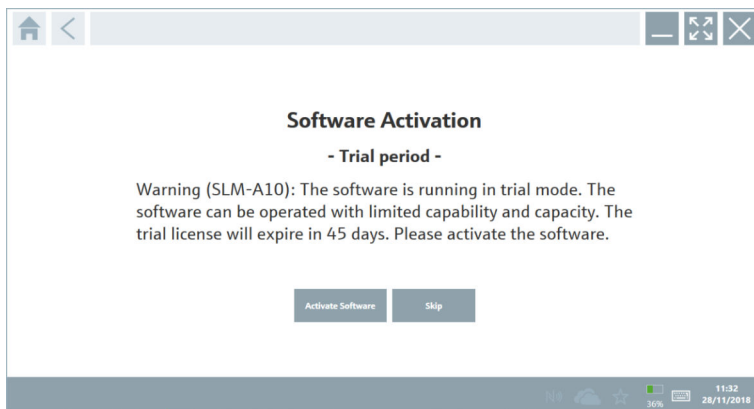 Software Activation
- Trial period -
Warning (SLM-A10): The software is running in trial mode. The
software can be operated with limited capability and capacity. The
trial license will expire in 45 days. Please activate the software.
Activate Software Skip
11:32
36% 28/11/2018